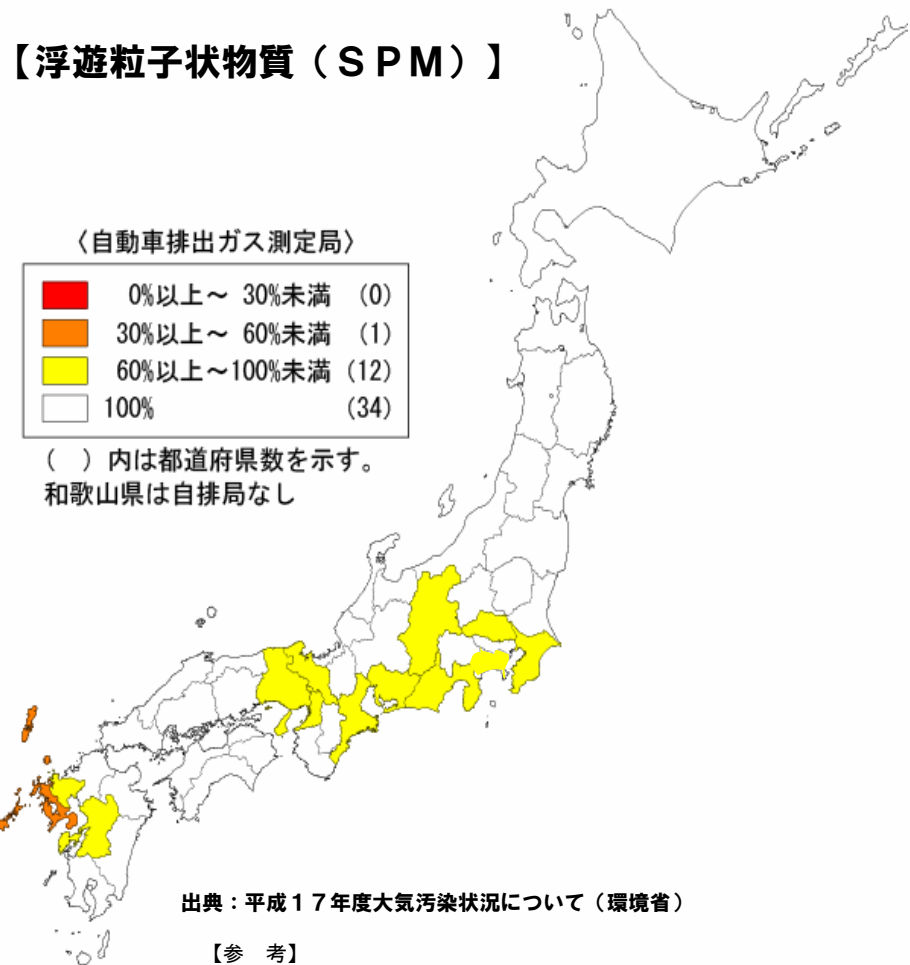 【浮遊粒子状物質（ＳＰＭ）】
〈自動車排出ガス測定局〉
0%以上～ 30%未満 (0)
30%以上～ 60%未満 (1)
60%以上～100%未満 (12)
100% (34)
（　）内は都道府県数を示す。
和歌山県は自排局なし
出典：平成１７年度大気汚染状況について（環境省）
【参　考】